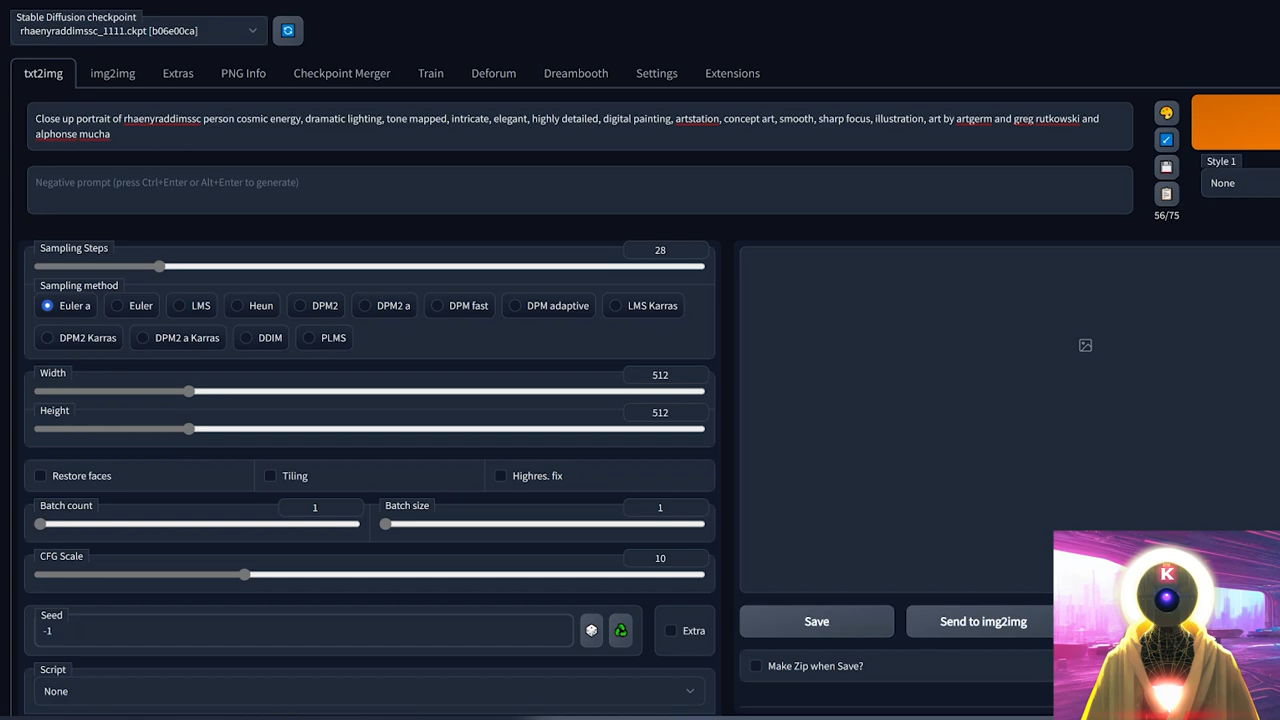 Stable Diffusion checkpoint
rhaenyraddimssc_1111.ckpt [b06e00ca]
txt2img img2img Extras PNG Info Checkpoint Merger Train Deforum Dreambooth Settings Extensions
Close up portrait of rhaenyraddimssc person cosmic energy, dramatic lighting, tone mapped, intricate, elegant, highly detailed, digital painting, artstation, concept art, smooth, sharp focus, illustration, art by artgerm and greg rutkowski and
alphonse mucha
Style 1
Negative prompt (press Ctrl+Enter or Alt+Enter to generate)
None
56/75
Sampling Steps
28
Sampling method
Euler a Euler LMS Heun DPM2 DPM2 a DPM fast DPM adaptive LMS Karras
DPM2 Karras DPM2 a Karras DDIM PLMS
Width
512
Height
512
Restore faces Tiling Highres. fix
Batch count
1
Batch size
1
CFG Scale
10
Seed
-1
Extra
Script
None
Save Send to img2img
Make Zip when Save?
K